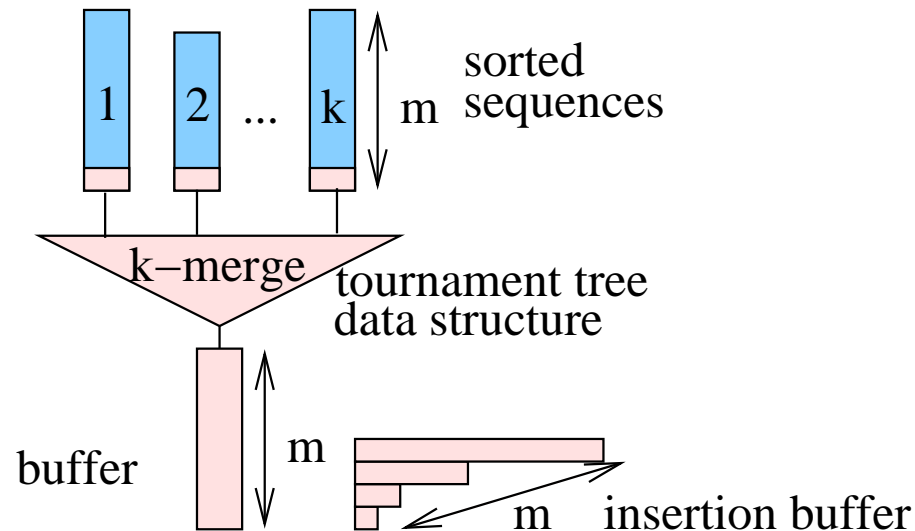 1
2
...
k
m
sorted
sequences
k−merge
tournament tree
data structure
buffer
m
m
insertion buffer